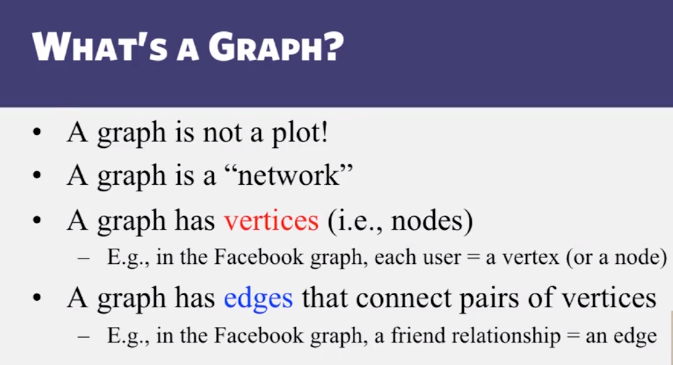 WHAT'S A GRAPH?
• A graph is not a plot!
• A graph is a “network”
• A graph has vertices (i.e., nodes)
– E.g., in the Facebook graph, each user = a vertex (or a node)
• A graph has edges that connect pairs of vertices
– E.g., in the Facebook graph, a friend relationship = an edge